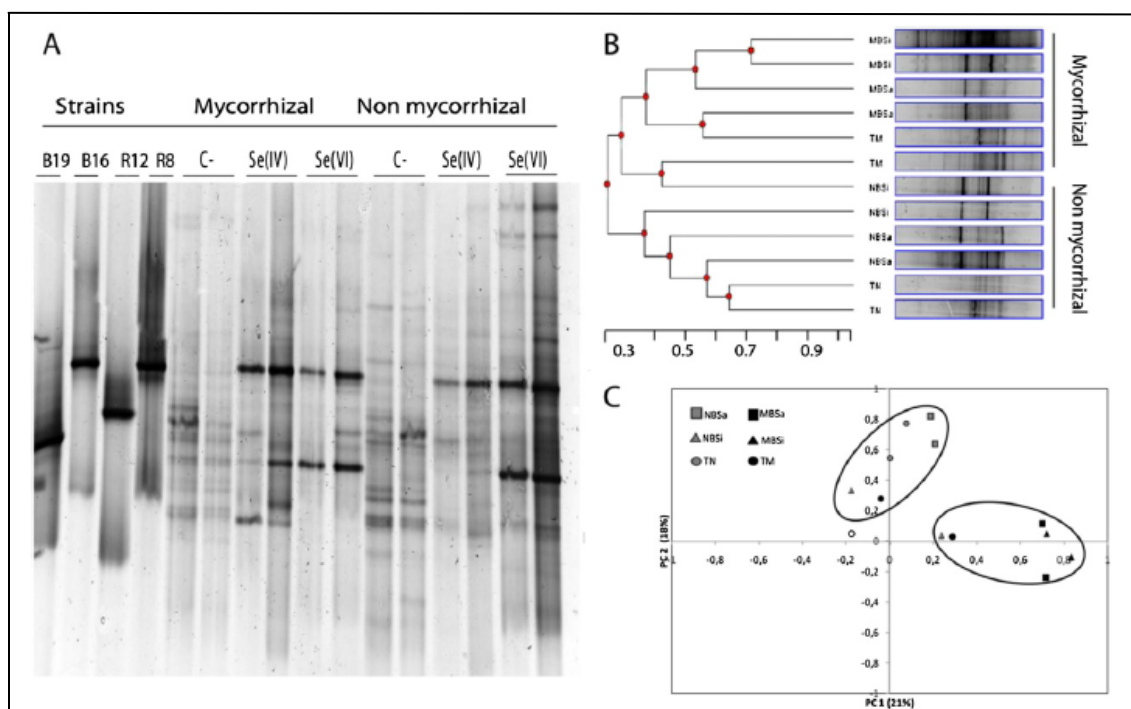 A
Strains Mycorrhizal Non mycorrhizal
B19 B16 R12 R8 C- Se(IV) Se(VI) C- Se(IV) Se(VI)
B
MBSi
MBSi
MBSa
MBSa
TM
TM
NBSi
NBSi
NBSa
NBSa
TN
TN
Mycorrhizal
Non mycorrhizal
0.3 0.5 0.7 0.9
C
NBSa MBSa
NBSi MBSi
TN TM
1
0,8
0,6
0,4
0,2
0
-1 -0,8 -0,6 -0,4 -0,2 0 0,2 0,4 0,6 0,8 1
-0,2
-0,4
-0,6
-0,8
-1
PC 2 (18%)
PC1 (21%)